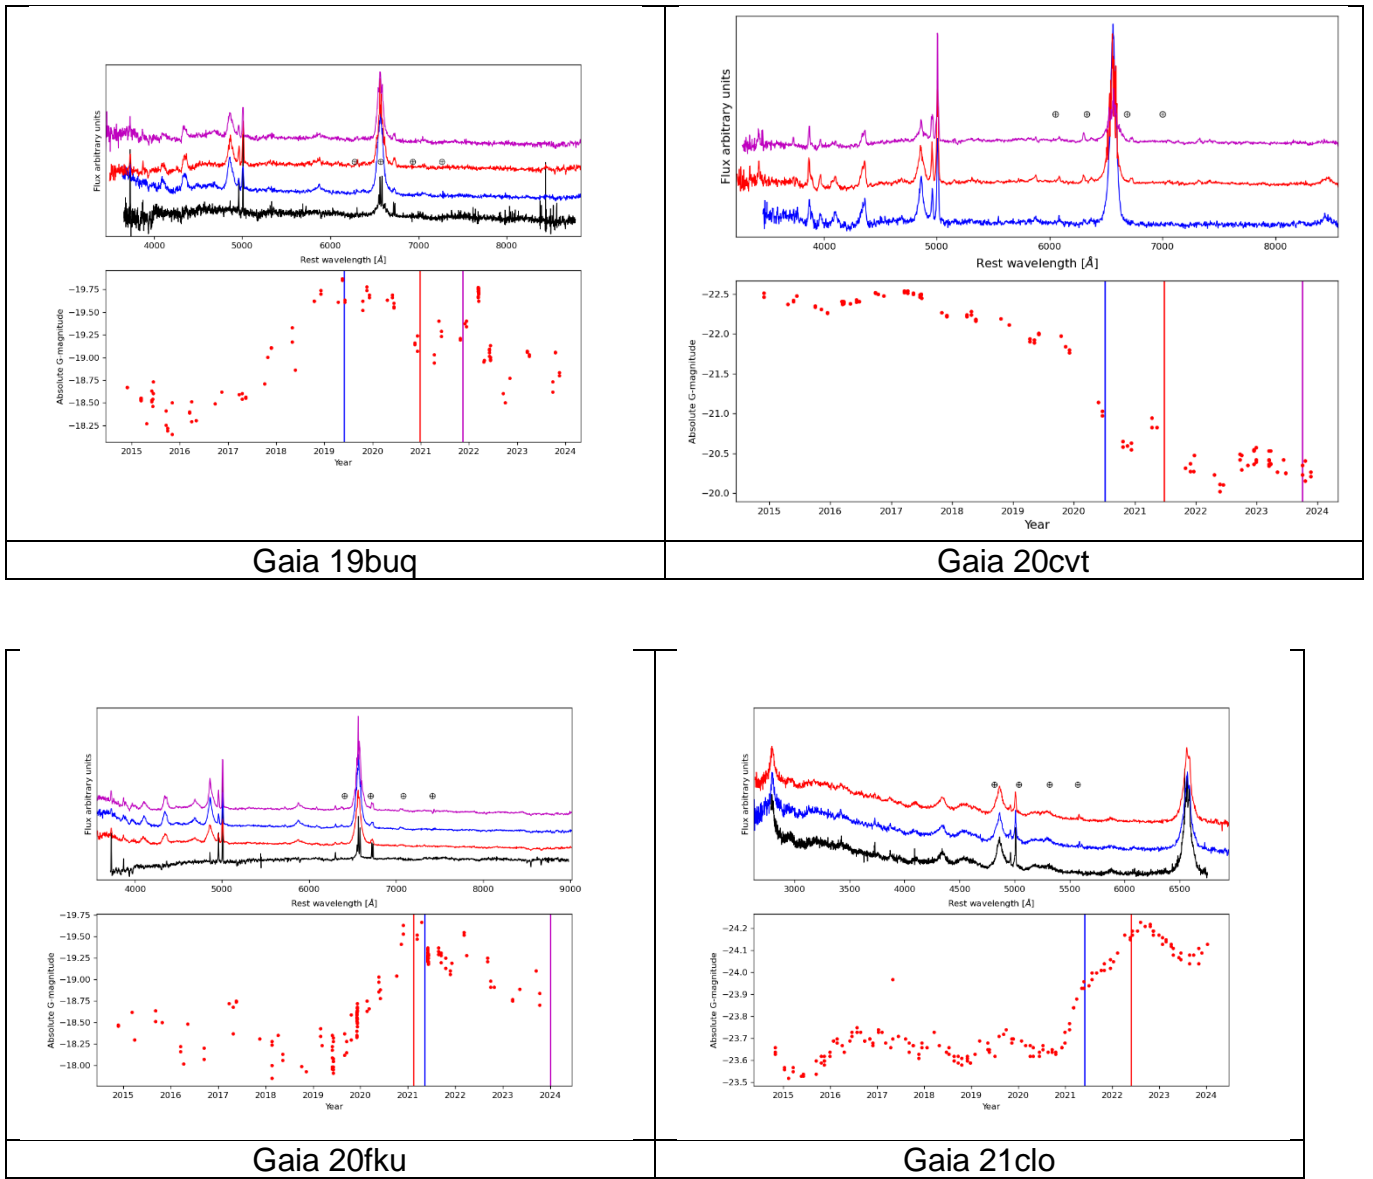 Flux arbitrary units
4000 5000 6000 7000 8000
Rest wavelength [Å]
Absolute G-magnitude
−19.75
−19.50
−19.25
−19.00
−18.75
−18.50
−18.25
2015 2016 2017 2018 2019 2020 2021 2022 2023 2024
Year
Gaia 19buq
Flux arbitrary units
4000 5000 6000 7000 8000
Rest wavelength [Å]
Absolute G-magnitude
−22.5
−22.0
−21.5
−21.0
−20.5
−20.0
2015 2016 2017 2018 2019 2020 2021 2022 2023 2024
Year
Gaia 20cvt
Flux arbitrary units
4000 5000 6000 7000 8000 9000
Rest wavelength [Å]
Absolute G-magnitude
−19.75
−19.50
−19.25
−19.00
−18.75
−18.50
−18.25
−18.00
2015 2016 2017 2018 2019 2020 2021 2022 2023 2024
Year
Gaia 20fku
Flux arbitrary units
3000 3500 4000 4500 5000 5500 6000 6500
Rest wavelength [Å]
Absolute G-magnitude
−24.2
−24.1
−24.0
−23.9
−23.8
−23.7
−23.6
−23.5
2015 2016 2017 2018 2019 2020 2021 2022 2023 2024
Year
Gaia 21clo